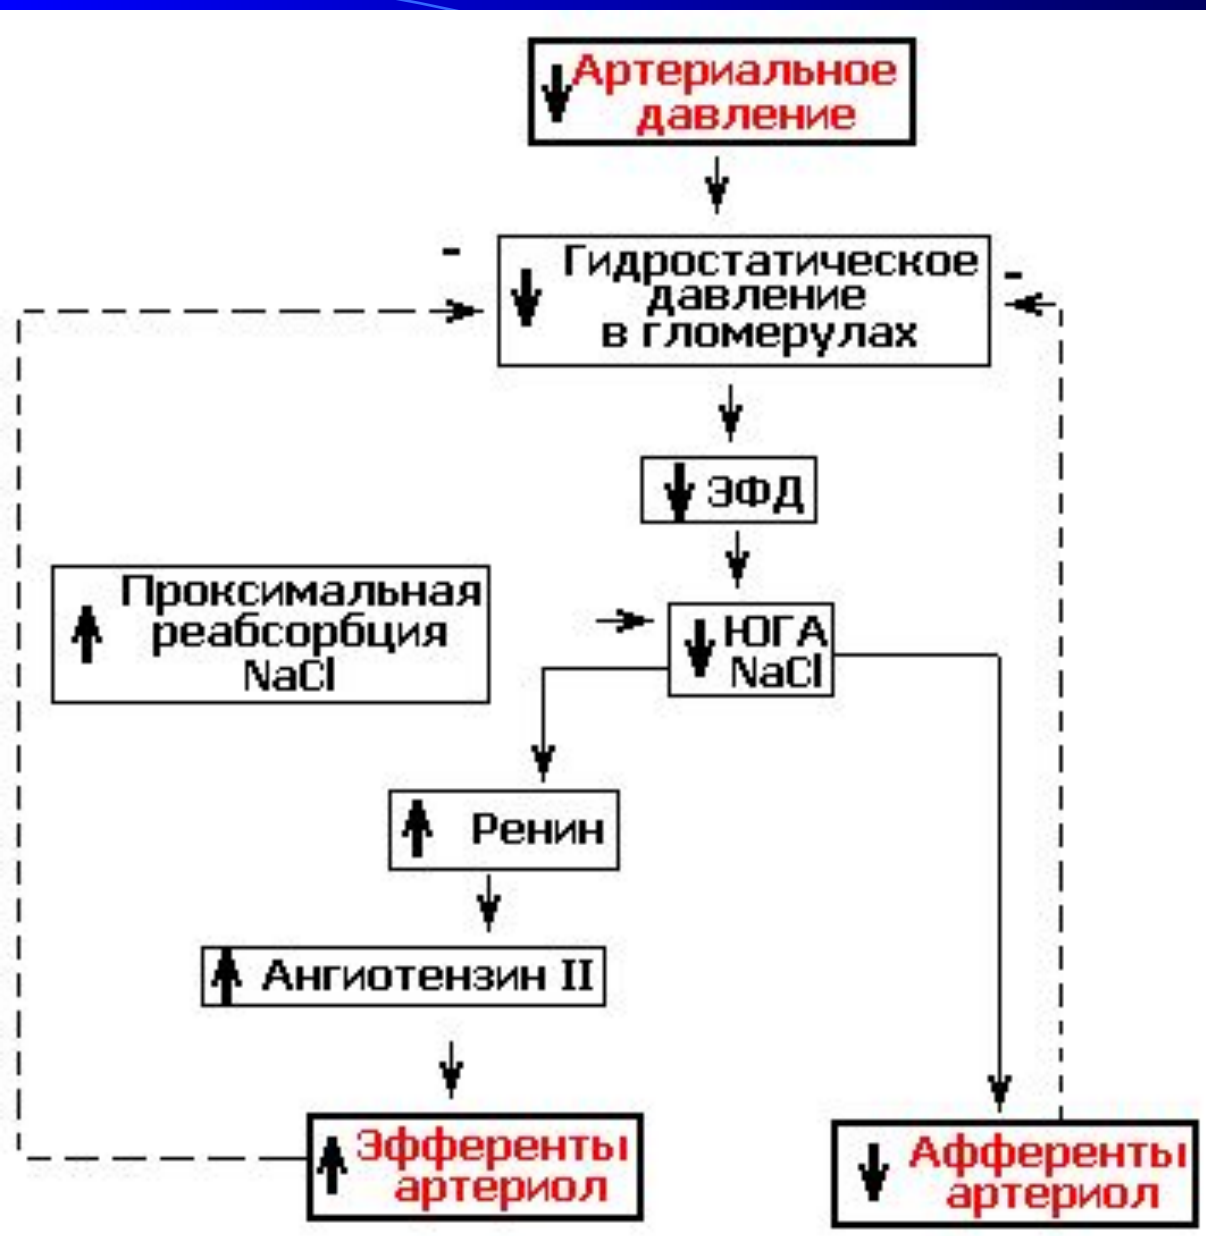 Артериальное
давление
-
Гидростатическое
давление
в гломерулах
-
ЭФД
Проксимальная
реабсорбция
NaCl
ЮГА
NaCl
Ренин
Ангиотензин II
Эфференты
артериол
Афференты
артериол